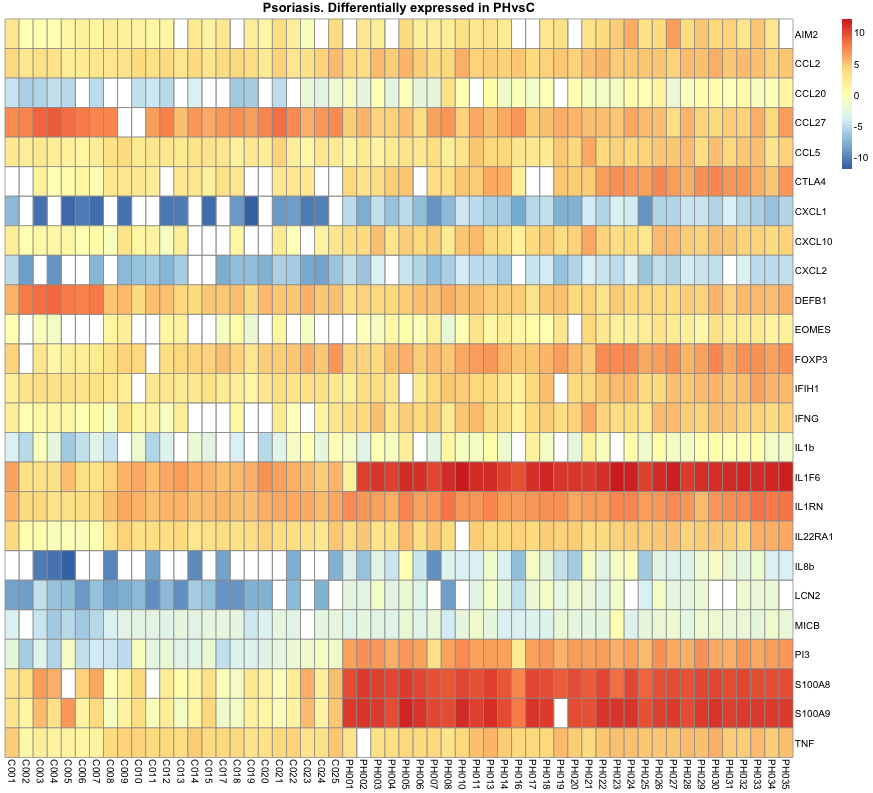 Psoriasis. Differentially expressed in PHvsC
AIM2
CCL2
CCL20
CCL27
CCL5
CTLA4
CXCL1
CXCL10
CXCL2
DEFB1
EOMES
FOXP3
IFIH1
IFNG
IL1b
IL1F6
IL1RN
IL22RA1
IL8b
LCN2
MICB
PI3
S100A8
S100A9
TNF
10
5
0
-5
-10
C001
C002
C003
C004
C005
C006
C007
C008
C009
C010
C011
C012
C013
C014
C015
C017
C018
C019
C020
C021
C022
C023
C024
C025
PH001
PH002
PH003
PH004
PH005
PH006
PH007
PH008
PH010
PH011
PH013
PH014
PH016
PH017
PH018
PH019
PH020
PH021
PH022
PH023
PH024
PH025
PH026
PH027
PH028
PH029
PH030
PH031
PH032
PH033
PH034
PH035